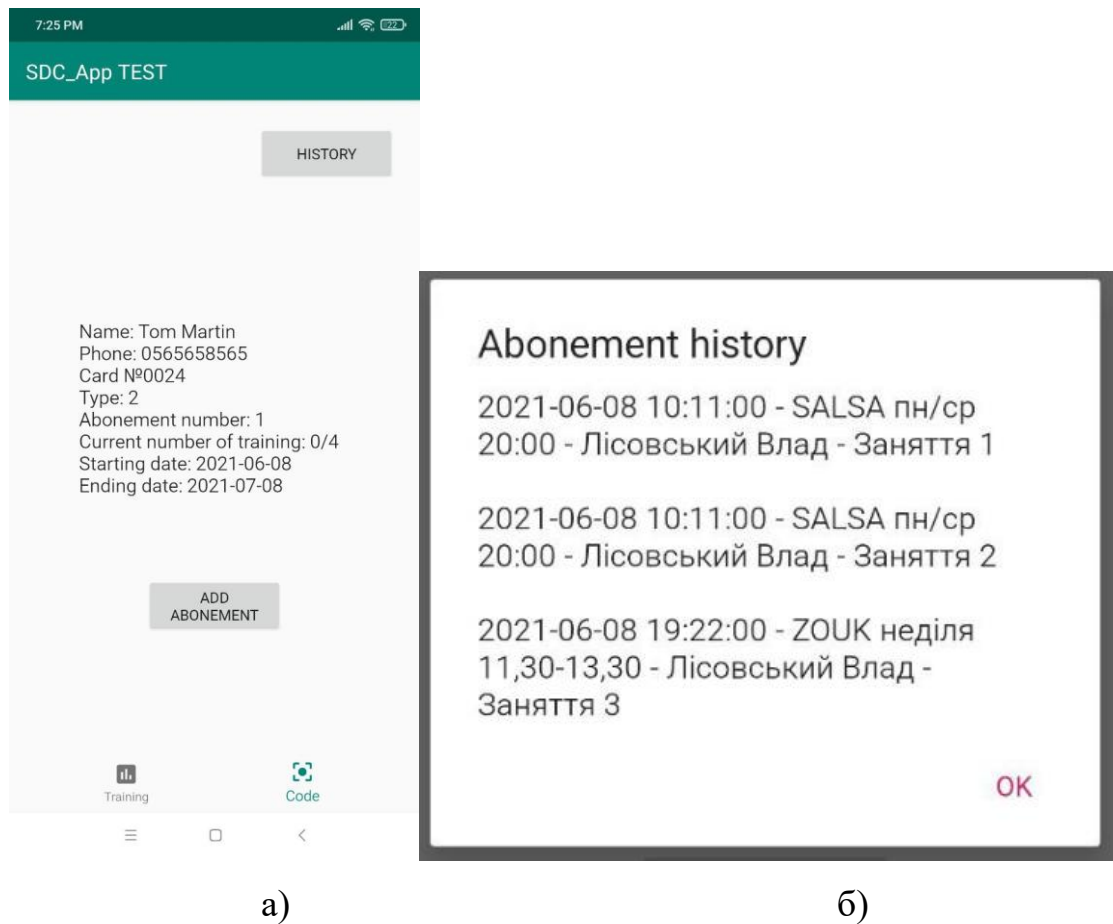 7:25 PM
22
SDC_App TEST
HISTORY
Name: Tom Martin
Phone: 0565658565
Card №0024
Type: 2
Abonement number: 1
Current number of training: 0/4
Starting date: 2021-06-08
Ending date: 2021-07-08
ADD
ABONEMENT
Training
Code
Abonement history
2021-06-08 10:11:00 - SALSA пн/ср
20:00 - Лісовський Влад - Заняття 1
2021-06-08 10:11:00 - SALSA пн/ср
20:00 - Лісовський Влад - Заняття 2
2021-06-08 19:22:00 - ZOUK неділя
11,30-13,30 - Лісовський Влад -
Заняття 3
OK
а)
б)